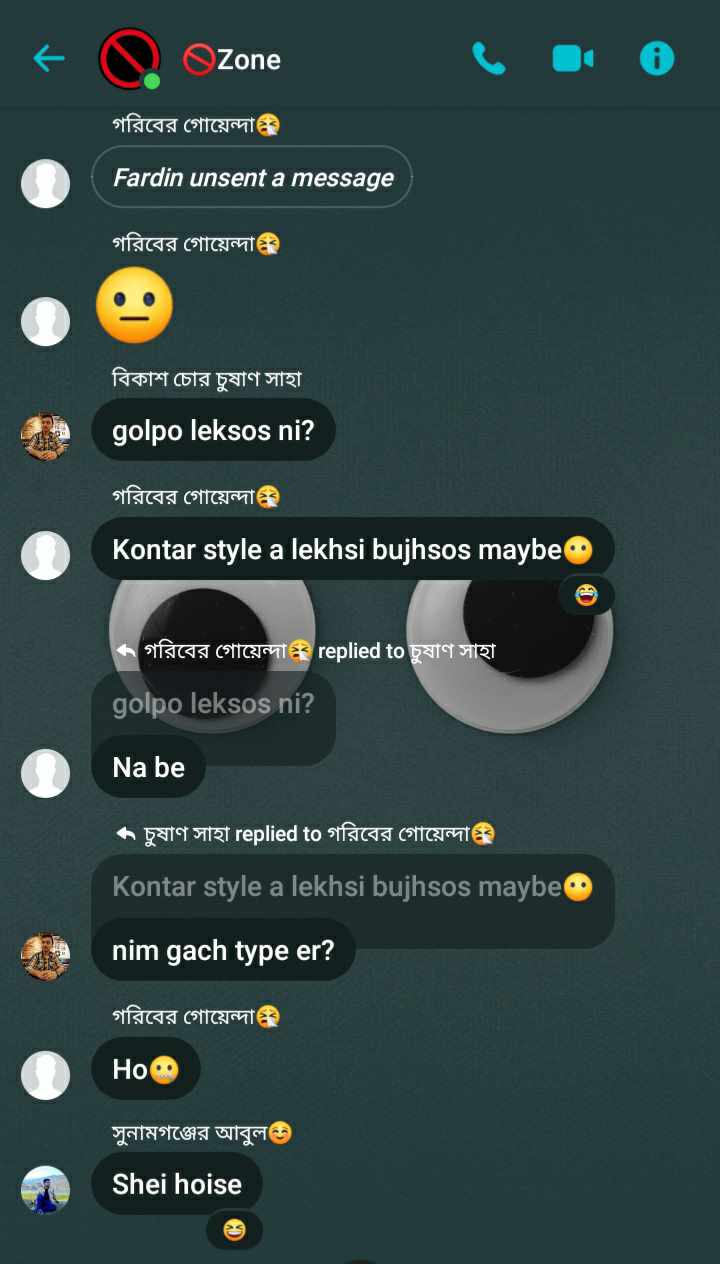 🚫Zone
গরিবের গোয়েন্দা🤧
Fardin unsent a message
গরিবের গোয়েন্দা🤧
😐
বিকাশ চোর চুষাণ সাহা
golpo leksos ni?
গরিবের গোয়েন্দা🤧
Kontar style a lekhsi bujhsos maybe😶
😂
গরিবের গোয়েন্দা🤧 replied to চুষাণ সাহা
golpo leksos ni?
Na be
চুষাণ সাহা replied to গরিবের গোয়েন্দা🤧
Kontar style a lekhsi bujhsos maybe😶
nim gach type er?
গরিবের গোয়েন্দা🤧
Ho🤐
সুনামগঞ্জের আবুল☺️
Shei hoise
😆